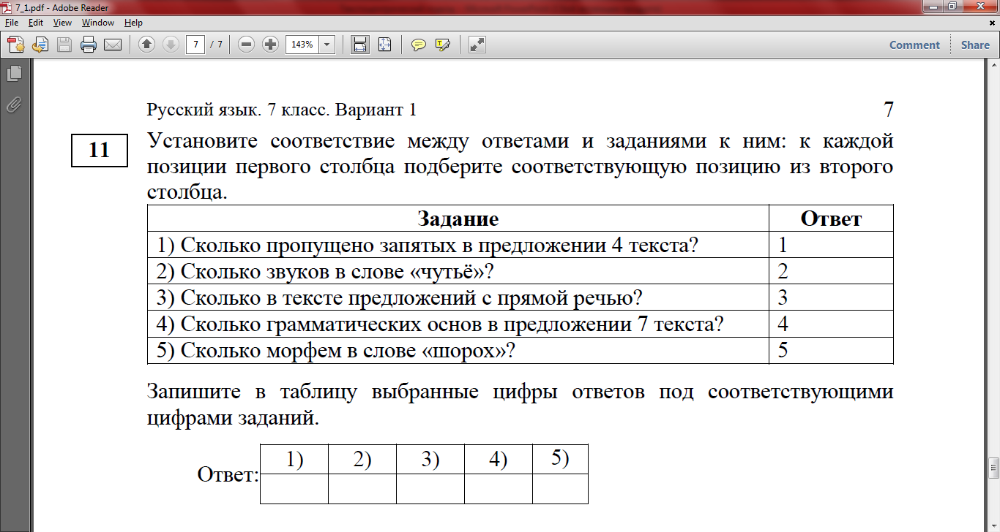 7_1.pdf - Adobe Reader
File Edit View Window Help
7 / 7 143% Comment Share
Русский язык. 7 класс. Вариант 1 7
11 Установите соответствие между ответами и заданиями к ним: к каждой
позиции первого столбца подберите соответствующую позицию из второго
столбца.
Задание Ответ
1) Сколько пропущено запятых в предложении 4 текста? 1
2) Сколько звуков в слове «чутьё»? 2
3) Сколько в тексте предложений с прямой речью? 3
4) Сколько грамматических основ в предложении 7 текста? 4
5) Сколько морфем в слове «шорох»? 5
Запишите в таблицу выбранные цифры ответов под соответствующими
цифрами заданий.
1) 2) 3) 4) 5)
Ответ: